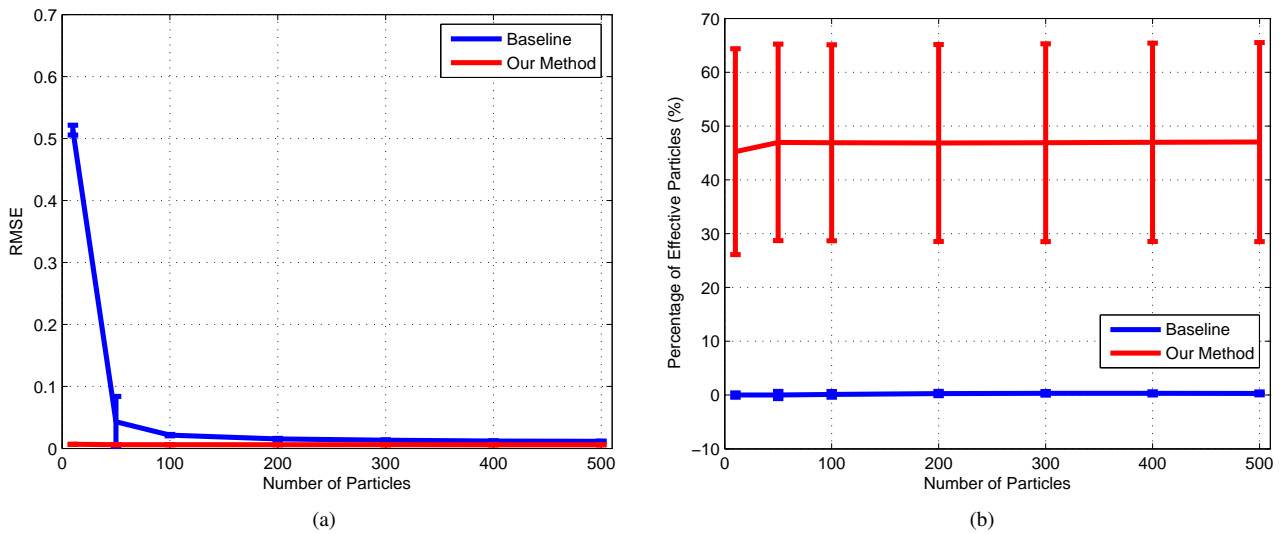 0.7
0.6
0.5
0.4
0.3
0.2
0.1
0
RMSE
Baseline
Our Method
0 100 200 300 400 500
Number of Particles
(a)
70
60
50
40
30
20
10
0
−10
Percentage of Effective Particles (%)
Baseline
Our Method
0 100 200 300 400 500
Number of Particles
(b)